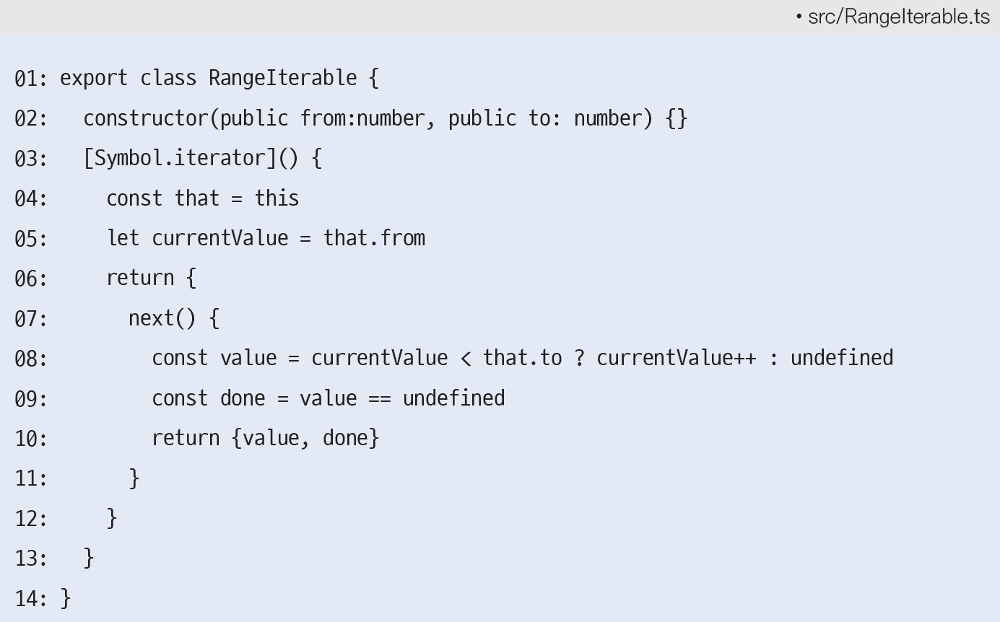 • src/RangeIterable.ts
01: export class RangeIterable {
02:   constructor(public from:number, public to: number) {}
03:   [Symbol.iterator]() {
04:     const that = this
05:     let currentValue = that.from
06:     return {
07:       next() {
08:         const value = currentValue < that.to ? currentValue++ : undefined
09:         const done = value == undefined
10:         return {value, done}
11:       }
12:     }
13:   }
14: }